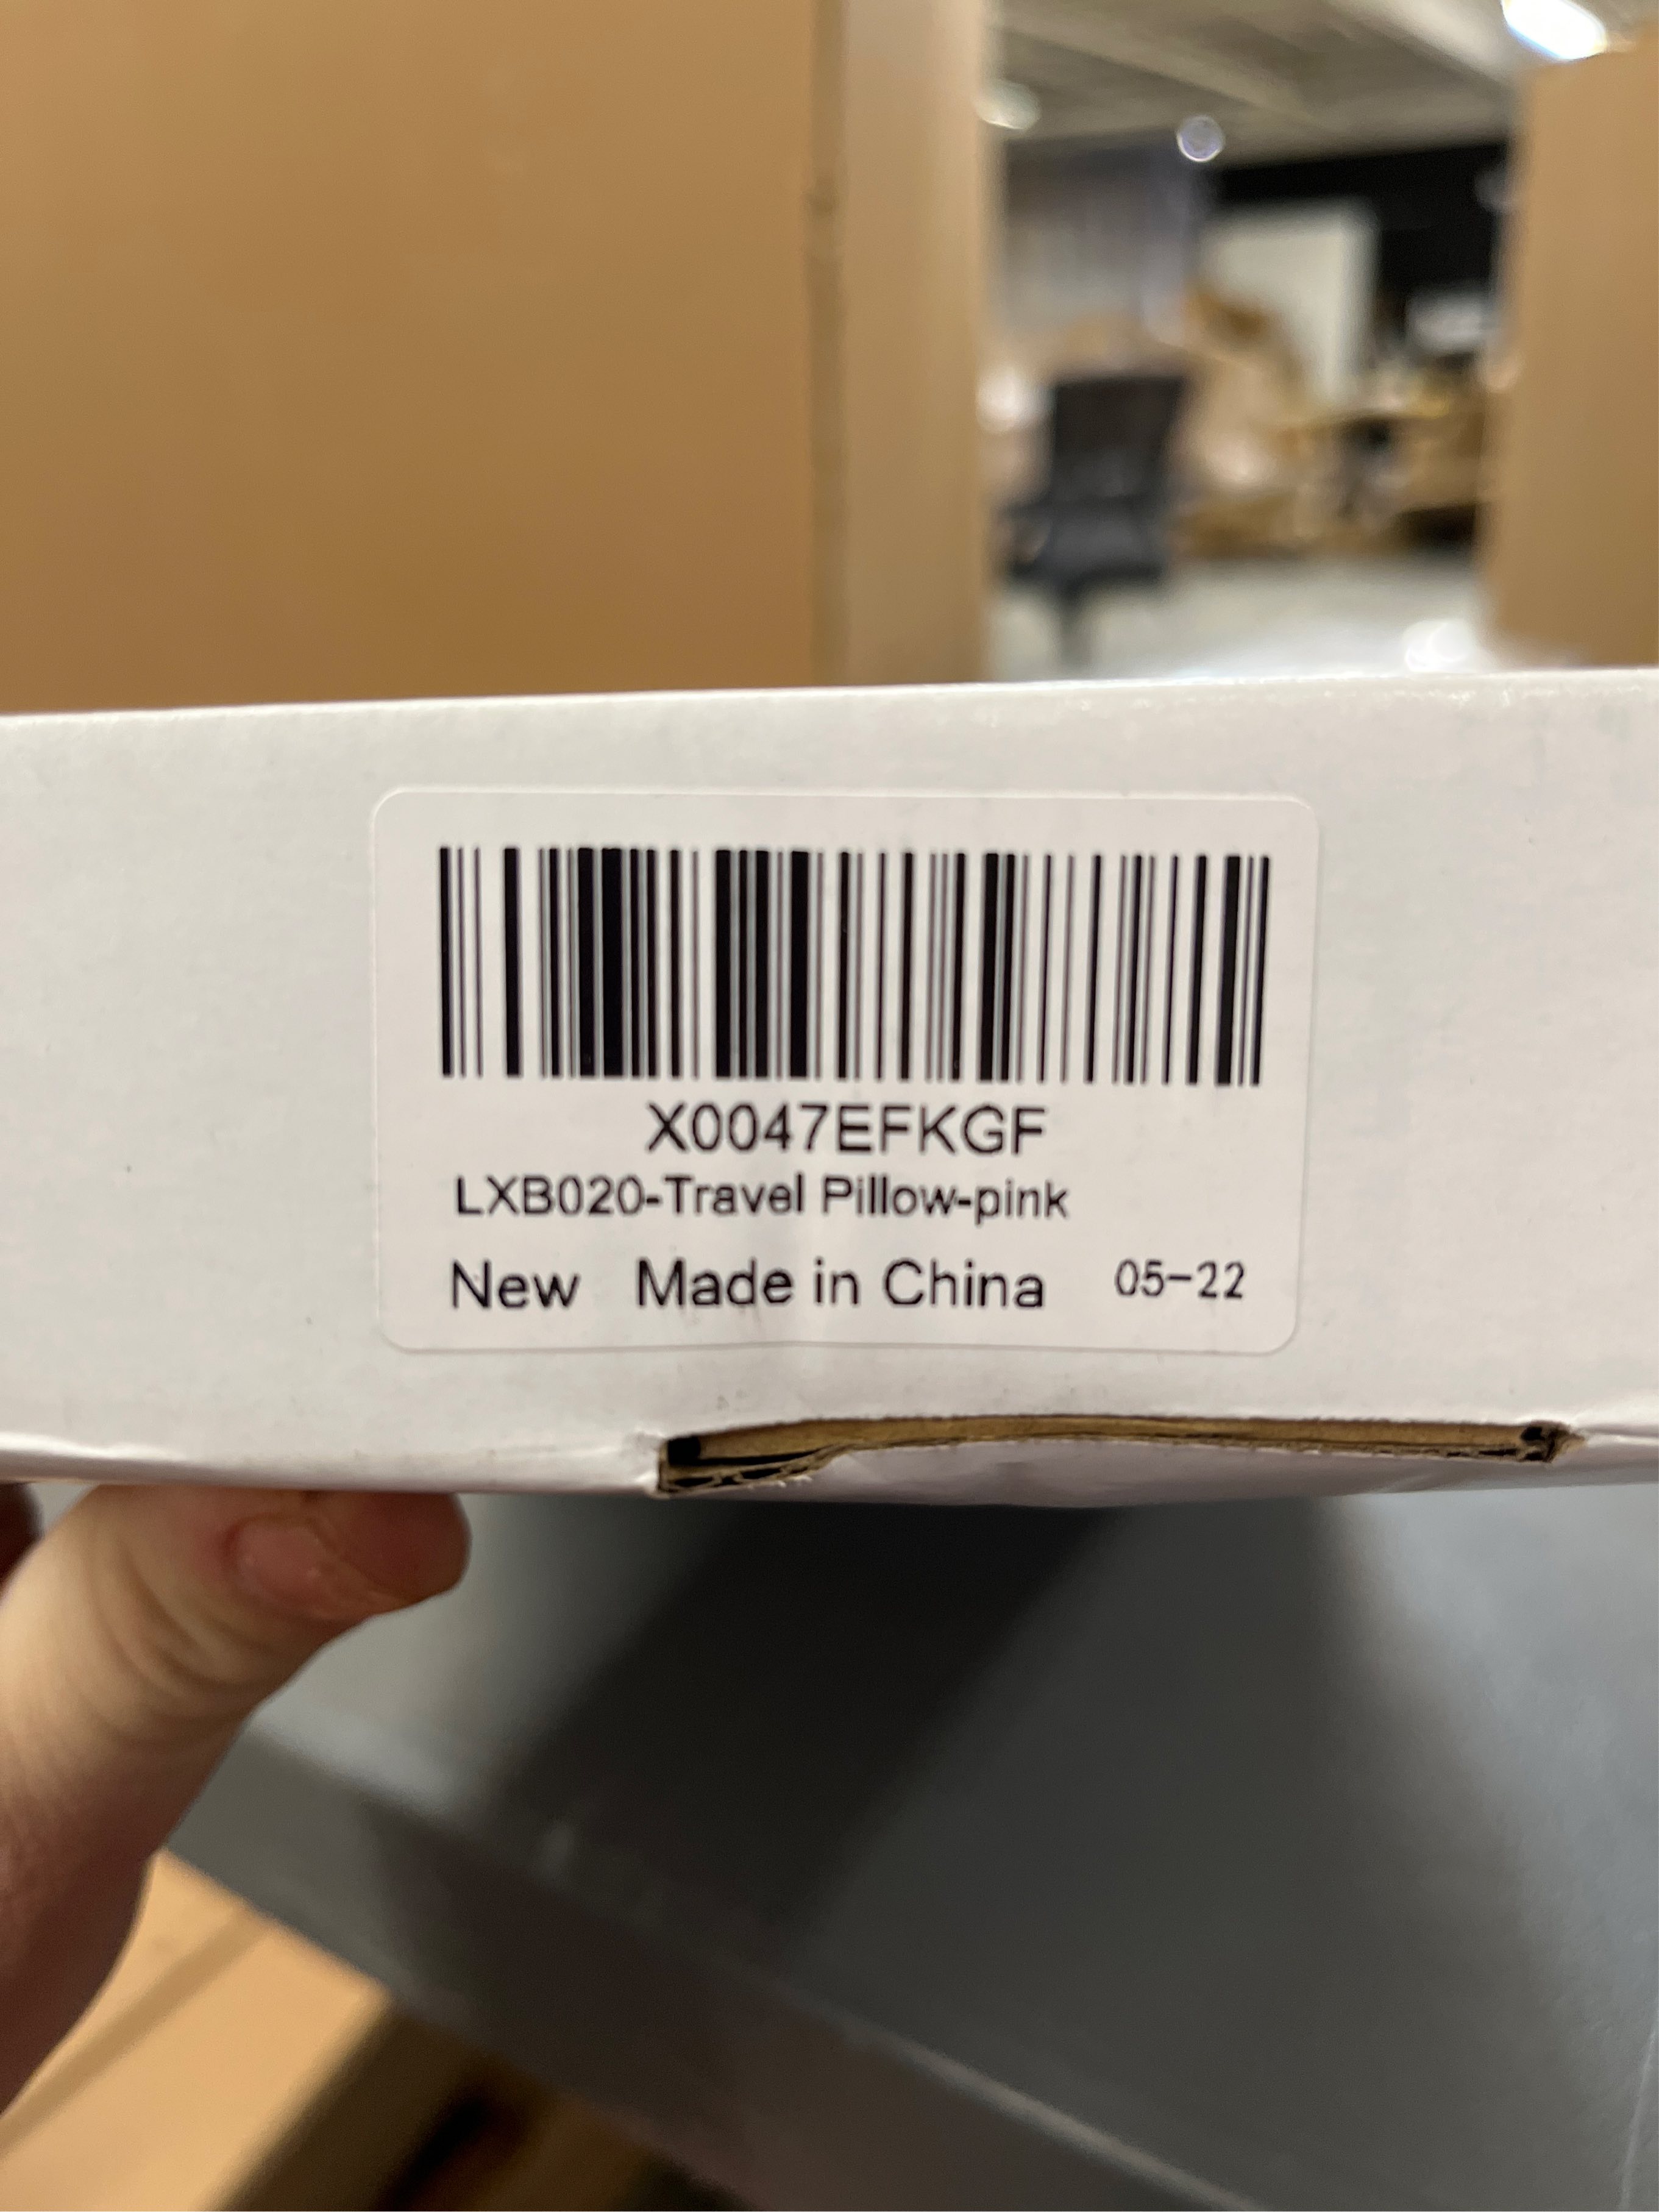 X0047EFKGF
LXB020-Travel Pillow-pink
New Made in China 05-22